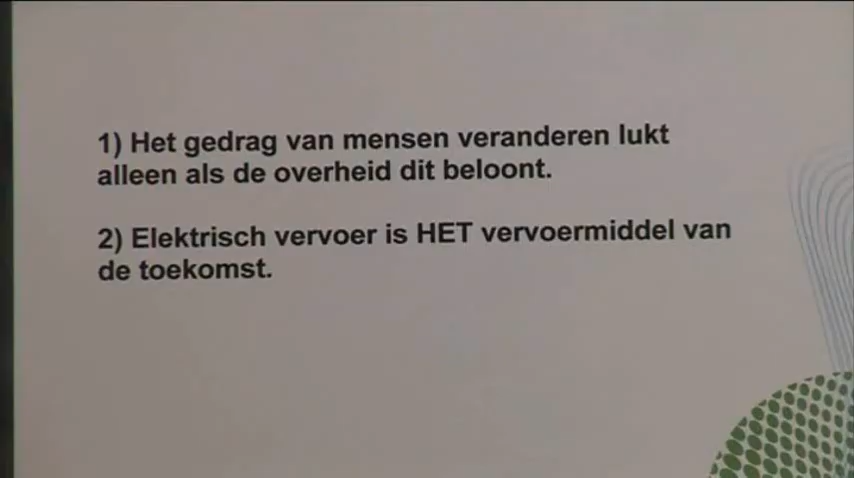 1) Het gedrag van mensen veranderen lukt
alleen als de overheid dit beloont.
2) Elektrisch vervoer is HET vervoermiddel van
de toekomst.